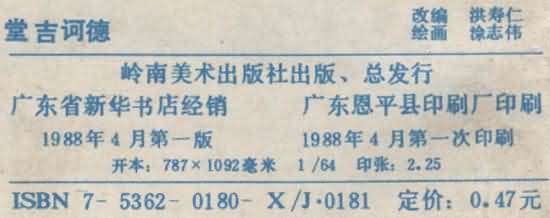 堂吉诃德
改编 洪寿仁
绘画 涂志伟
岭南美术出版社出版、总发行
广东省新华书店经销 广东恩平县印刷厂印刷
1988年4月第一版 1988年4月第一次印刷
开本:787×1092毫米 1/64 印张:2.25
ISBN 7-5362-0180-X/J·0181 定价:0.47元